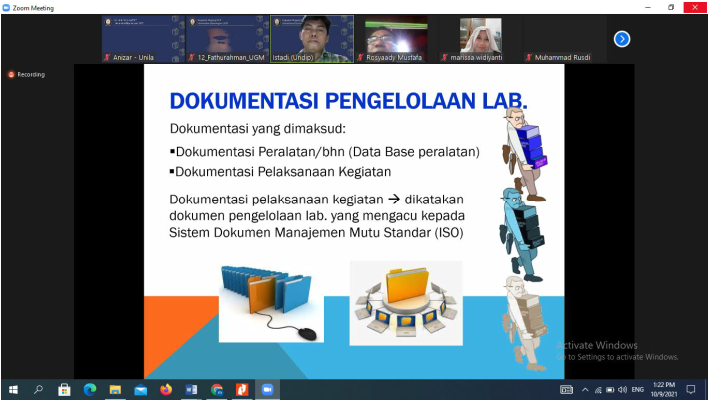 Zoom Meeting
Anizar - Unila
12_Fathurahman_UGM
Istadi (Undip)
Rosyaady Mustafa
marissa widiyanti
Muhammad Rusdi
Recording
DOKUMENTASI PENGELOLAAN LAB.
Dokumentasi yang dimaksud:
▪Dokumentasi Peralatan/bhn (Data Base peralatan)
▪Dokumentasi Pelaksanaan Kegiatan
Dokumentasi pelaksanaan kegiatan → dikatakan
dokumen pengelolaan lab. yang mengacu kepada
Sistem Dokumen Manajemen Mutu Standar (ISO)
Activate Windows
Go to Settings to activate Windows.
ENG
1:22 PM
10/9/2021